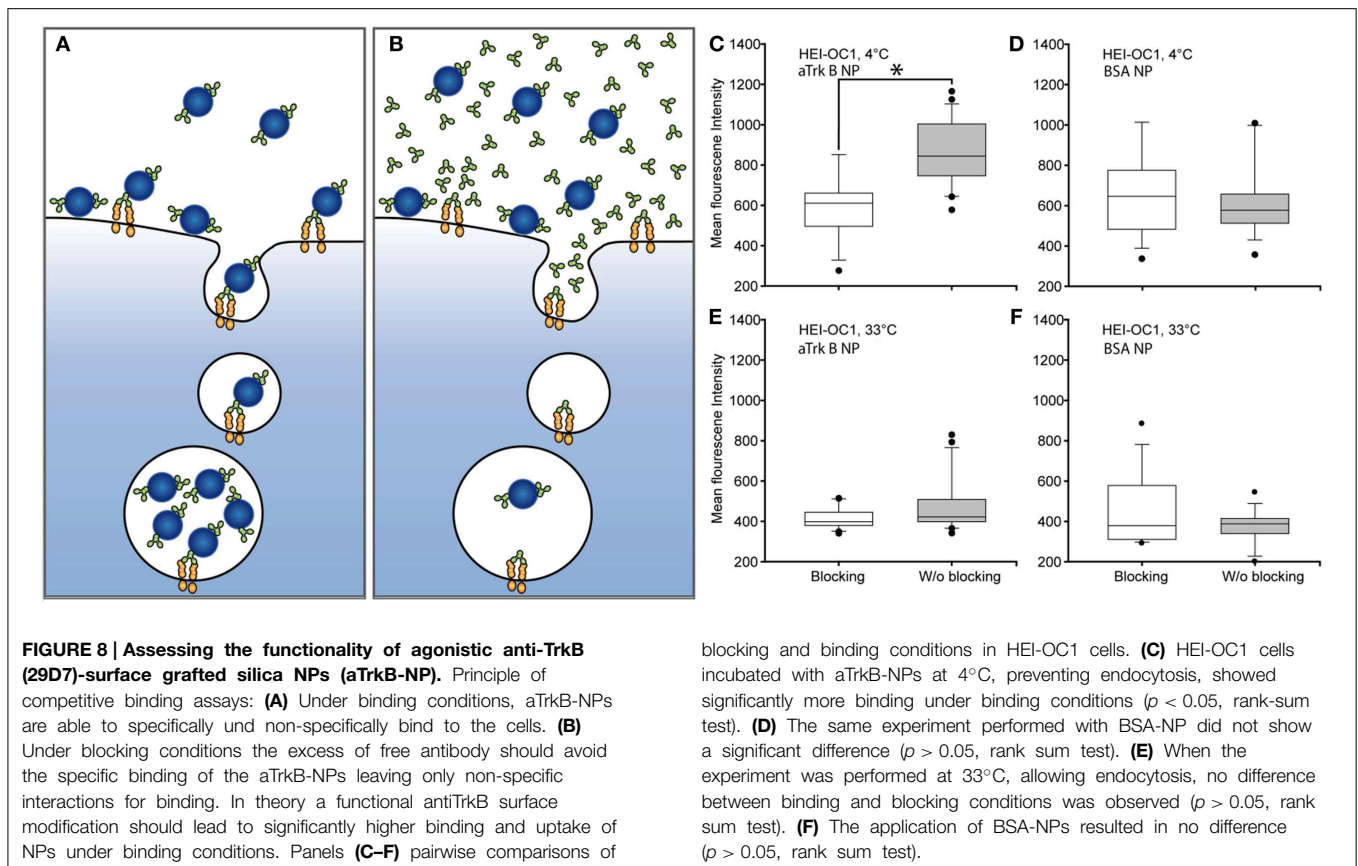 A
B
C
1400
1200
1000
800
600
400
200
Mean flourescene Intensity
HEI-OC1, 4°C
aTrk B NP
*
D
1400
1200
1000
800
600
400
200
HEI-OC1, 4°C
BSA NP
E
1400
1200
1000
800
600
400
200
Mean flourescene Intensity
HEI-OC1, 33°C
aTrk B NP
Blocking
W/o blocking
F
1400
1200
1000
800
600
400
200
HEI-OC1, 33°C
BSA NP
Blocking
W/o blocking
FIGURE 8 | Assessing the functionality of agonistic anti-TrkB
(29D7)-surface grafted silica NPs (aTrkB-NP). Principle of
competitive binding assays: (A) Under binding conditions, aTrkB-NPs
are able to specifically und non-specifically bind to the cells. (B)
Under blocking conditions the excess of free antibody should avoid
the specific binding of the aTrkB-NPs leaving only non-specific
interactions for binding. In theory a functional antiTrkB surface
modification should lead to significantly higher binding and uptake of
NPs under binding conditions. Panels (C–F) pairwise comparisons of
blocking and binding conditions in HEI-OC1 cells. (C) HEI-OC1 cells
incubated with aTrkB-NPs at 4°C, preventing endocytosis, showed
significantly more binding under binding conditions (p < 0.05, rank-sum
test). (D) The same experiment performed with BSA-NP did not show
a significant difference (p > 0.05, rank sum test). (E) When the
experiment was performed at 33°C, allowing endocytosis, no difference
between binding and blocking conditions was observed (p > 0.05, rank
sum test). (F) The application of BSA-NPs resulted in no difference
(p > 0.05, rank sum test).